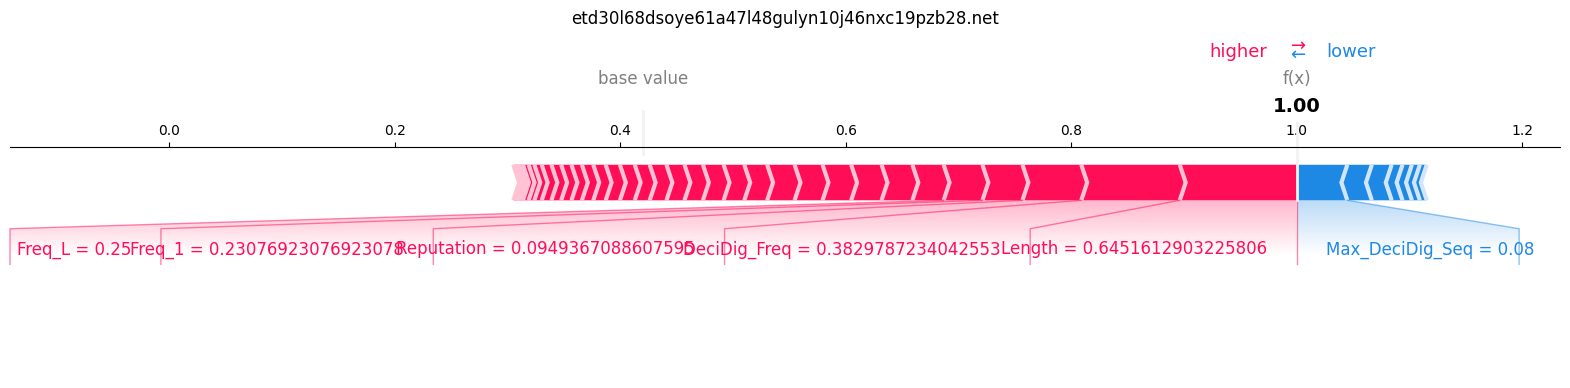 etd30l68dsoye61a47l48gulyn10j46nxc19pzb28.net
higher ⇄ lower
base value f(x)
1.00
0.0 0.2 0.4 0.6 0.8 1.0 1.2
Freq_L = 0.25 Freq_1 = 0.23076923076923078 Reputation = 0.0949367088607595 DeciDig_Freq = 0.3829787234042553 Length = 0.6451612903225806 Max_DeciDig_Seq = 0.08